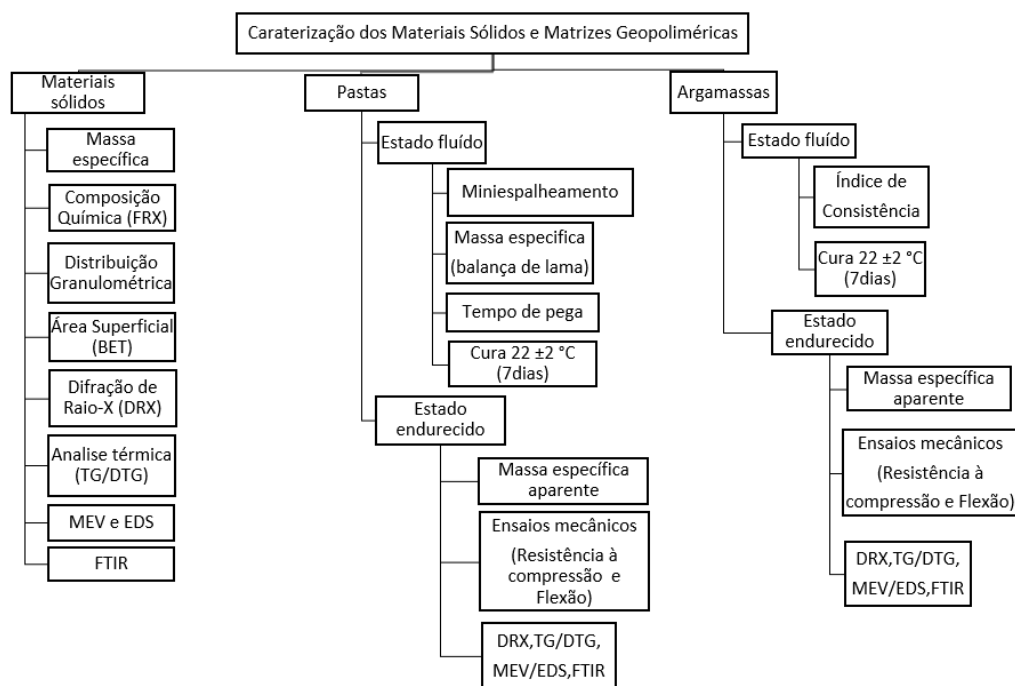 Caraterização dos Materiais Sólidos e Matrizes Geopoliméricas
Materiais
sólidos
Massa
específica
Composição
Química (FRX)
Distribuição
Granulométrica
Área Superficial
(BET)
Difração de
Raio-X (DRX)
Analise térmica
(TG/DTG)
MEV e EDS
FTIR
Pastas
Estado fluído
Miniespalheamento
Massa especifica
(balança de lama)
Tempo de pega
Cura 22 ±2 °C
(7dias)
Estado
endurecido
Massa específica
aparente
Ensaios mecânicos
(Resistência à
compressão e
Flexão)
DRX,TG/DTG,
MEV/EDS,FTIR
Argamassas
Estado fluído
Índice de
Consistência
Cura 22 ±2 °C
(7dias)
Estado
endurecido
Massa específica
aparente
Ensaios mecânicos
(Resistência à
compressão e Flexão)
DRX,TG/DTG,
MEV/EDS,FTIR